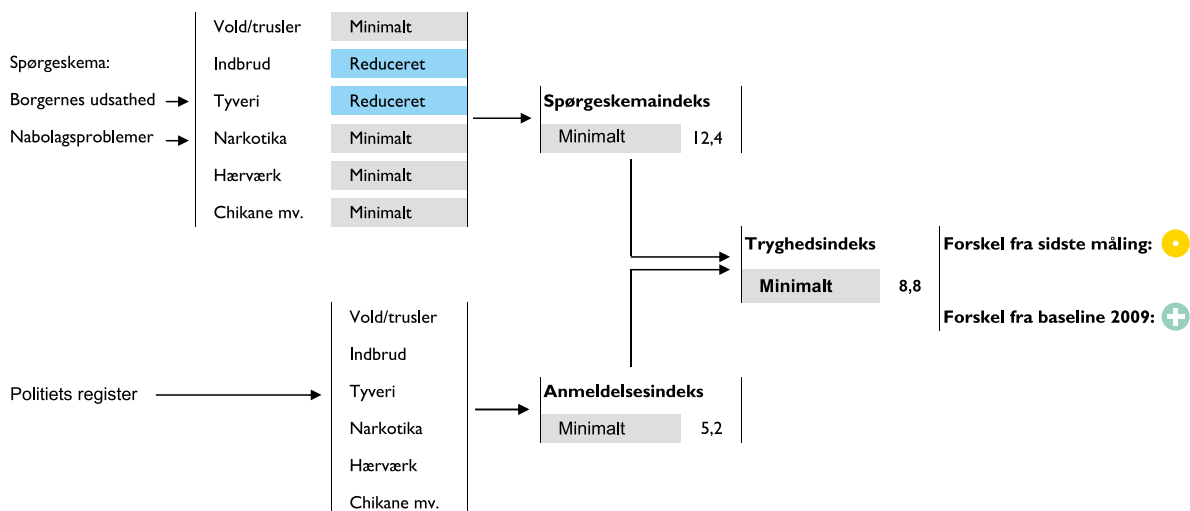 Spørgeskema:
Borgernes udsathed
Nabolagsproblemer
Vold/trusler Minimalt
Indbrud Reduceret
Tyveri Reduceret
Narkotika Minimalt
Hærværk Minimalt
Chikane mv. Minimalt
Spørgeskemaindeks
Minimalt 12,4
Politiets register
Vold/trusler
Indbrud
Tyveri
Narkotika
Hærværk
Chikane mv.
Anmeldelsesindeks
Minimalt 5,2
Tryghedsindeks
Minimalt 8,8
Forskel fra sidste måling:
Forskel fra baseline 2009: